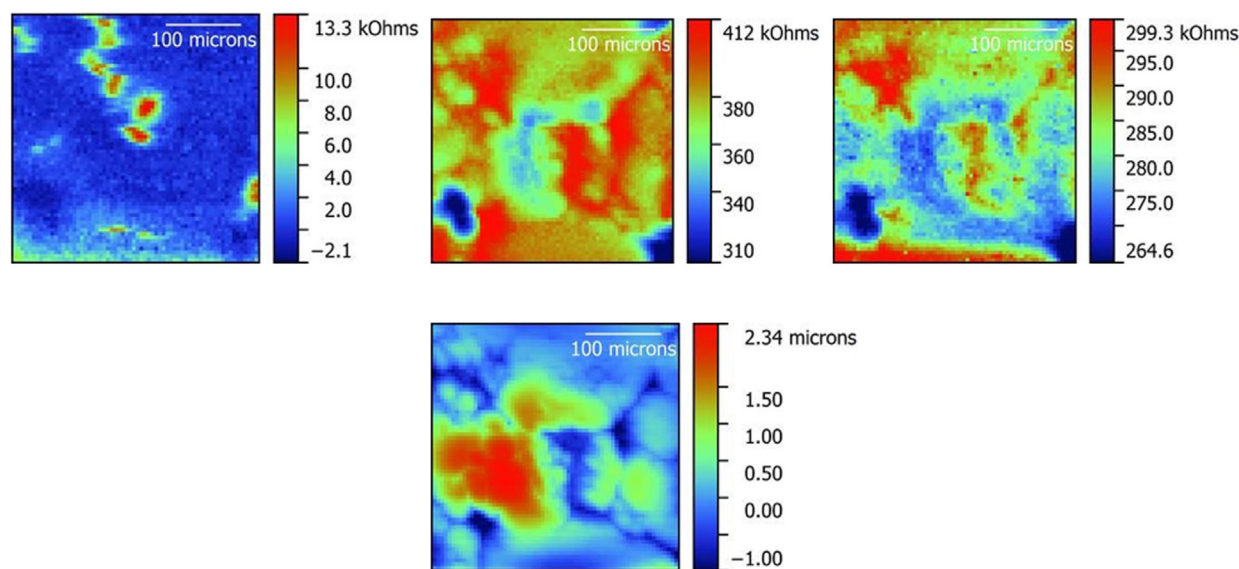 100 microns
13.3 kOhms
10.0
8.0
6.0
4.0
2.0
−2.1
100 microns
412 kOhms
380
360
340
310
100 microns
299.3 kOhms
295.0
290.0
285.0
280.0
275.0
264.6
100 microns
2.34 microns
1.50
1.00
0.50
0.00
−1.00